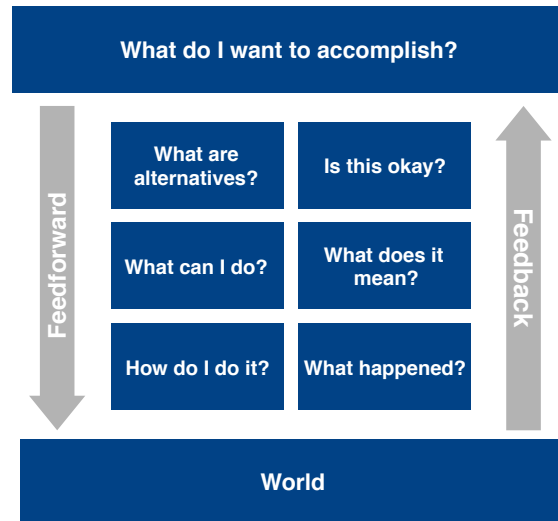 What do I want to accomplish?
Feedforward
What are
alternatives?
Is this okay?
What can I do?
What does it
mean?
How do I do it?
What happened?
Feedback
World